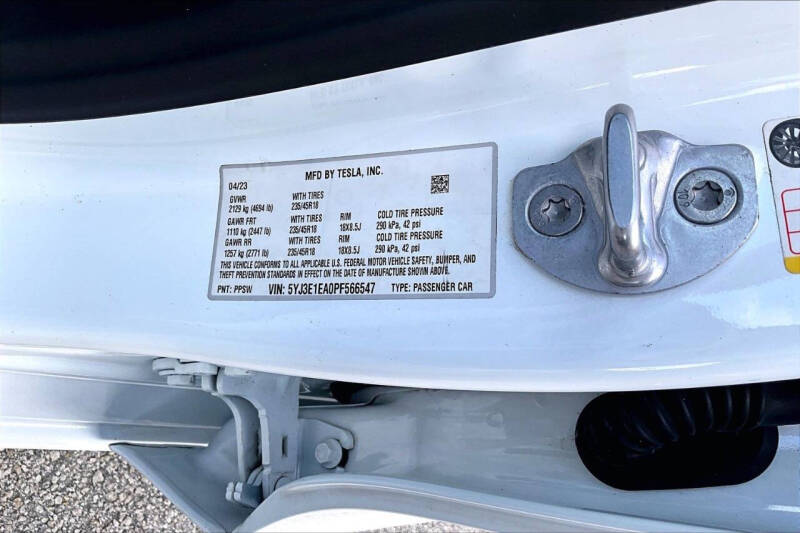 MFD BY TESLA, INC.
04/23
GVWR WITH TIRES
2129 kg (4694 lb) 235/45R18
GAWR FRT WITH TIRES RIM COLD TIRE PRESSURE
1110 kg (2447 lb) 235/45R18 18X8.5J 290 kPa, 42 psi
GAWR RR WITH TIRES RIM COLD TIRE PRESSURE
1257 kg (2771 lb) 235/45R18 18X8.5J 290 kPa, 42 psi
THIS VEHICLE CONFORMS TO ALL APPLICABLE U.S. FEDERAL MOTOR VEHICLE SAFETY, BUMPER, AND
THEFT PREVENTION STANDARDS IN EFFECT ON THE DATE OF MANUFACTURE SHOWN ABOVE.
PNT: PPSW VIN: 5YJ3E1EA0PF566547 TYPE: PASSENGER CAR